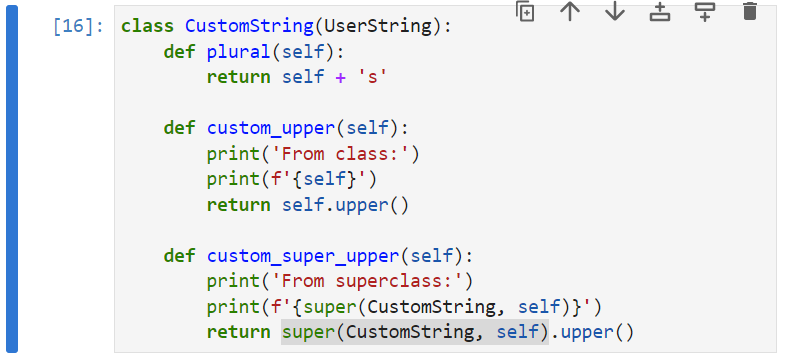 [16]: class CustomString(UserString):
    def plural(self):
        return self + 's'

    def custom_upper(self):
        print('From class:')
        print(f'{self}')
        return self.upper()

    def custom_super_upper(self):
        print('From superclass:')
        print(f'{super(CustomString, self)}')
        return super(CustomString, self).upper()